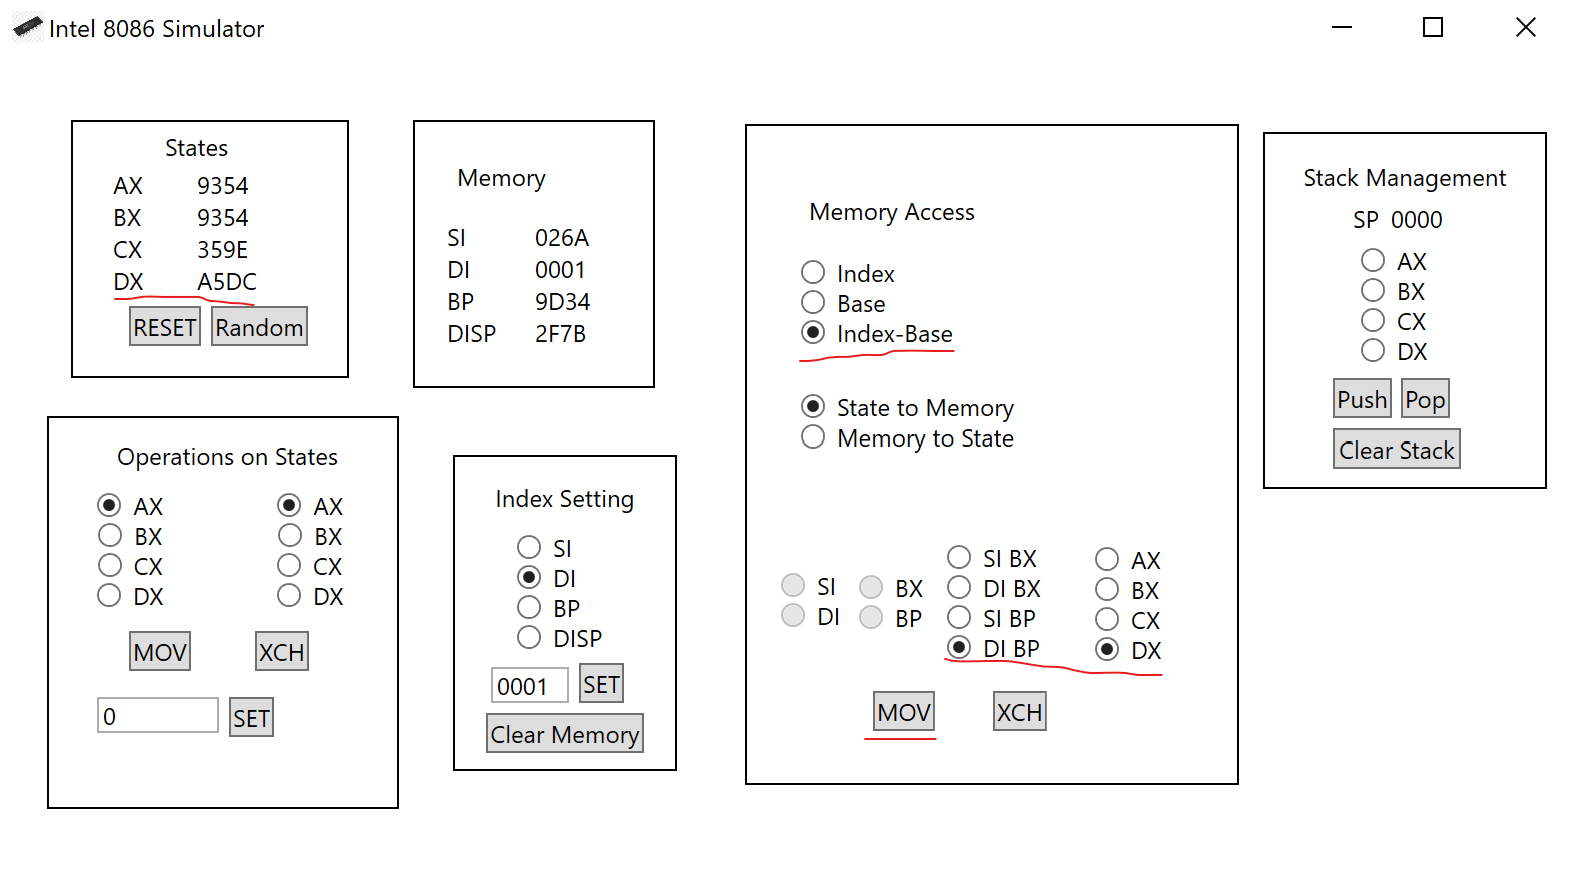 Intel 8086 Simulator
States
AX 9354
BX 9354
CX 359E
DX A5DC
RESET Random
Memory
SI 026A
DI 0001
BP 9D34
DISP 2F7B
Memory Access
Index
Base
Index-Base
State to Memory
Memory to State
SI BX
DI BX
SI BP
DI BP
SI BX
DI BP
AX
BX
CX
DX
MOV XCH
Stack Management
SP 0000
AX
BX
CX
DX
Push Pop
Clear Stack
Operations on States
AX AX
BX BX
CX CX
DX DX
MOV XCH
0 SET
Index Setting
SI
DI
BP
DISP
0001 SET
Clear Memory